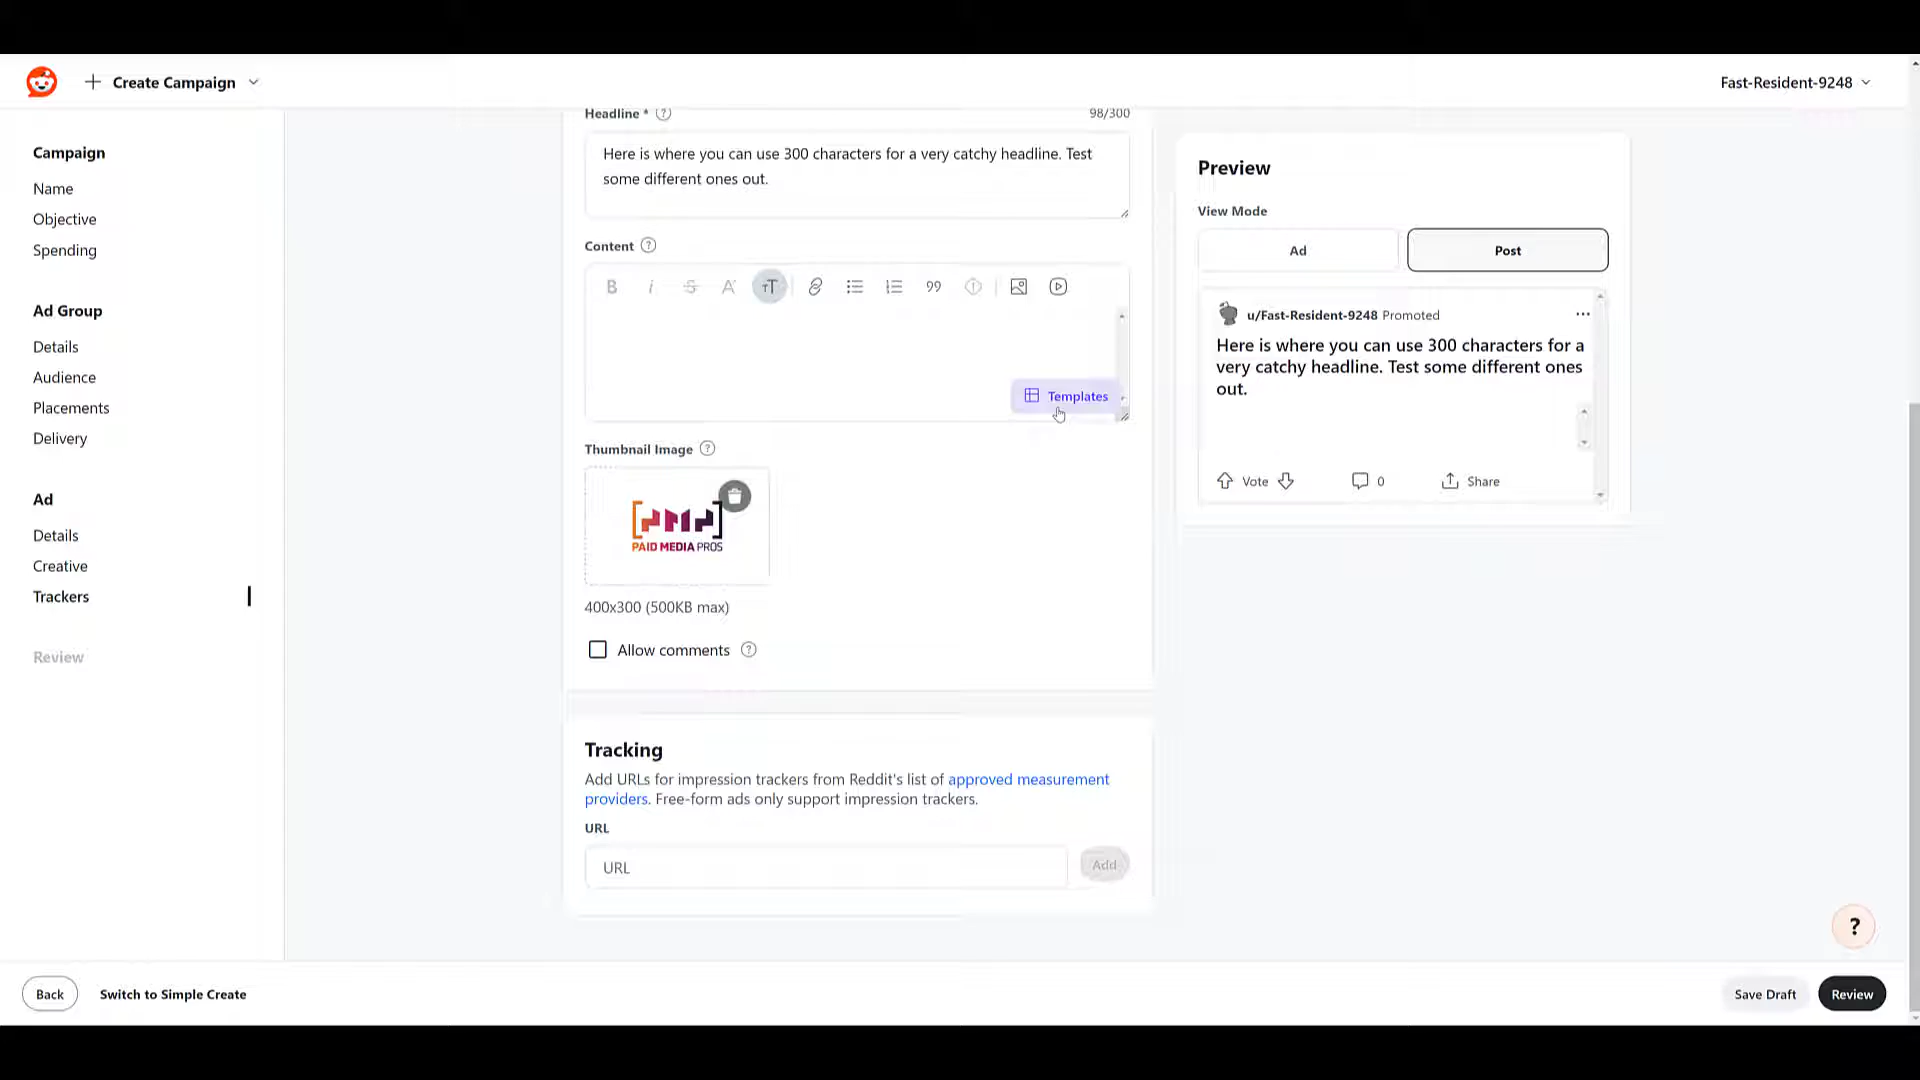 Create Campaign
Fast-Resident-9248
Campaign
Name
Objective
Spending
Ad Group
Details
Audience
Placements
Delivery
Ad
Details
Creative
Trackers
Review
Headline *
98/300
Here is where you can use 300 characters for a very catchy headline. Test
some different ones out.
Content
Templates
Thumbnail Image
PAID MEDIA PROS
400x300 (500KB max)
Allow comments
Tracking
Add URLs for impression trackers from Reddit's list of approved measurement
providers. Free-form ads only support impression trackers.
URL
URL
Add
Preview
View Mode
Ad
Post
u/Fast-Resident-9248 Promoted
Here is where you can use 300 characters for a
very catchy headline. Test some different ones
out.
Vote
0
Share
?
Back
Switch to Simple Create
Save Draft
Review